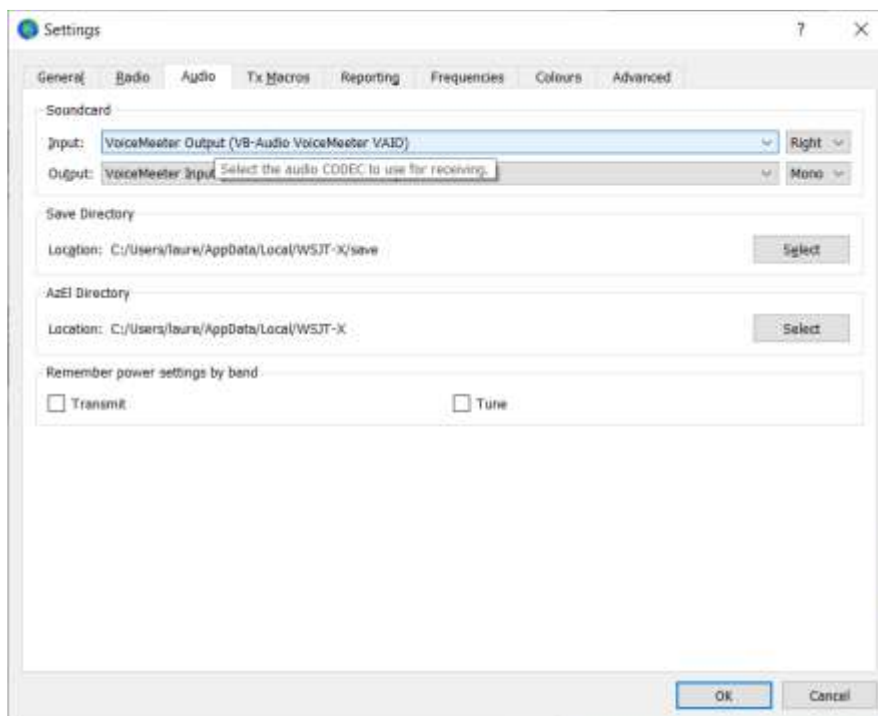 Settings
General Radio Audio Tx Macros Reporting Frequencies Colours Advanced
Soundcard
Input: VoiceMeeter Output (VB-Audio VoiceMeeter VAIO) Right
Output: VoiceMeeter Input Mono
Select the audio CODEC to use for receiving.
Save Directory
Location: C:/Users/laure/AppData/Local/WSJT-X/save Select
AzEl Directory
Location: C:/Users/laure/AppData/Local/WSJT-X Select
Remember power settings by band
Transmit Tune
OK Cancel